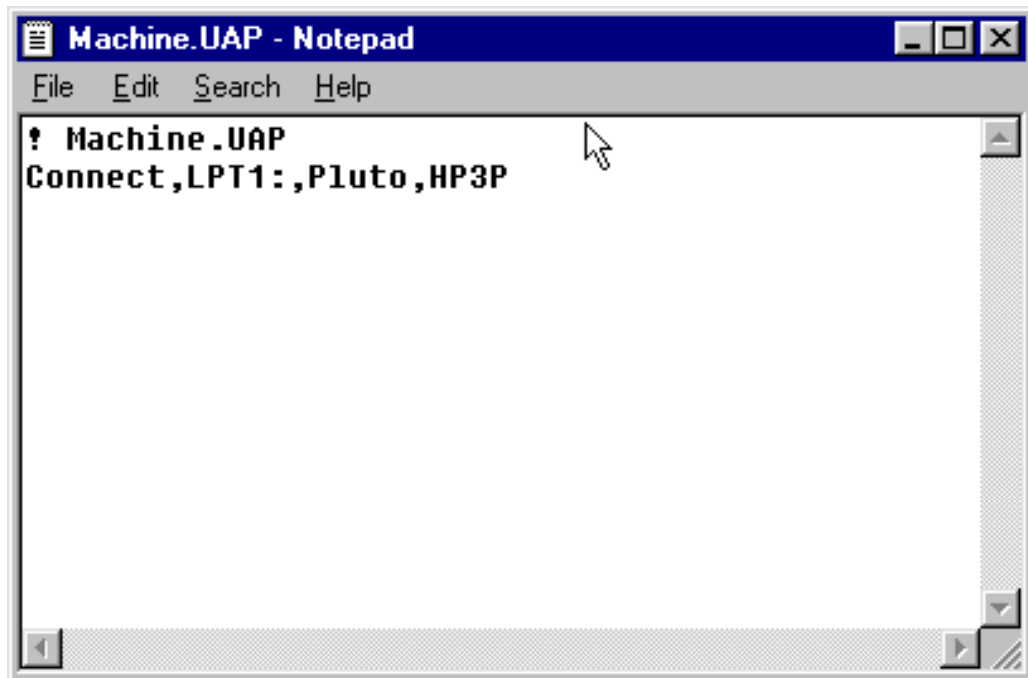 Machine.UAP - Notepad
File Edit Search Help
! Machine.UAP
Connect,LPT1:,Pluto,HP3P